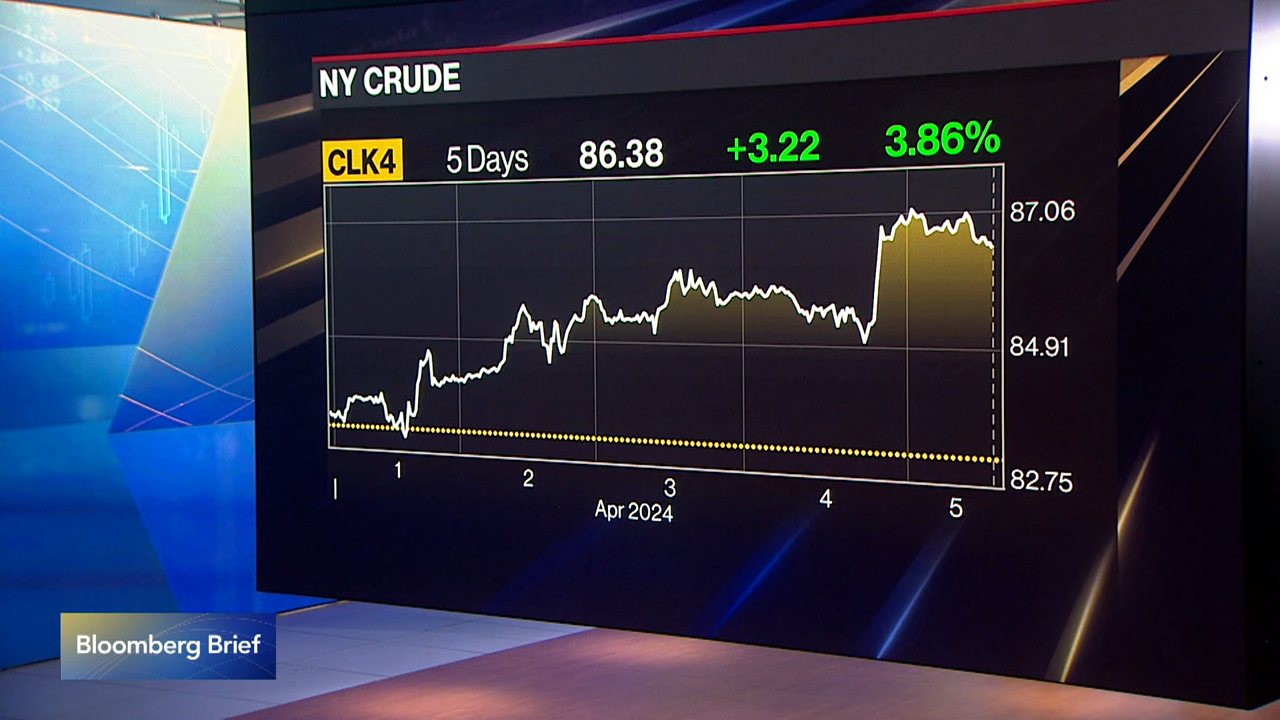 NY CRUDE
CLK4 5 Days 86.38 +3.22 3.86%
87.06
84.91
82.75
1 2 3 4 5
Apr 2024
Bloomberg Brief